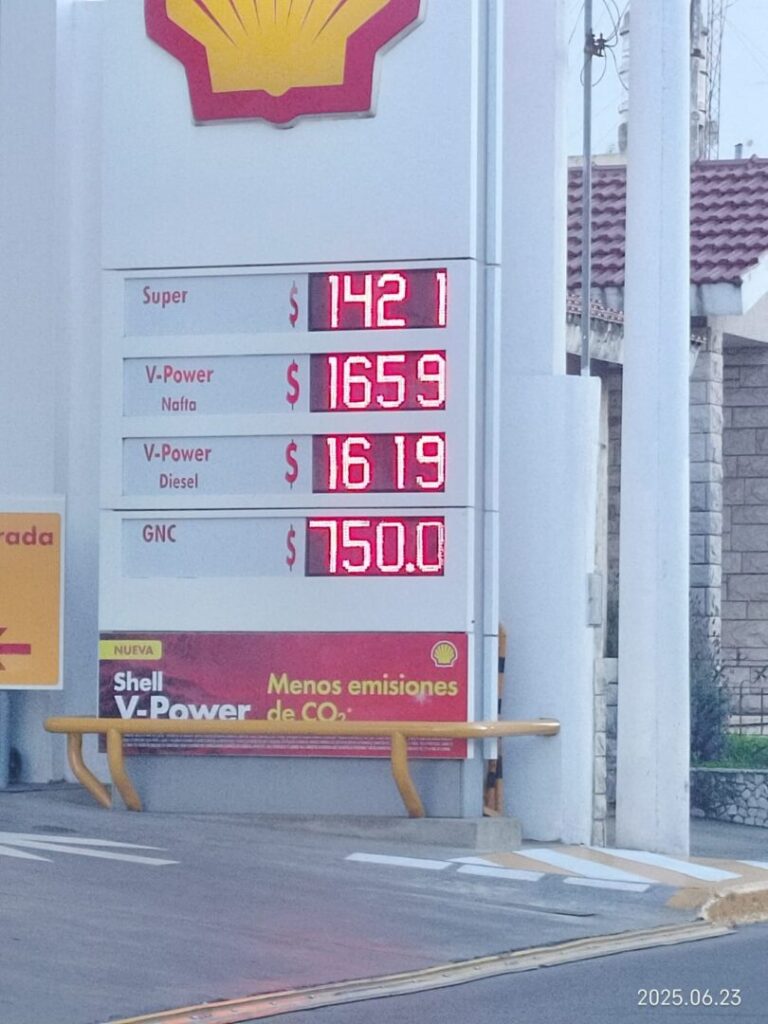 Super $ 1421
V-Power $ 1659
Nafta
V-Power $ 1619
Diesel
GNC $ 750.0
rada
NUEVA
Shell
V-Power
Menos emisiones
de CO₂*
2025.06.23